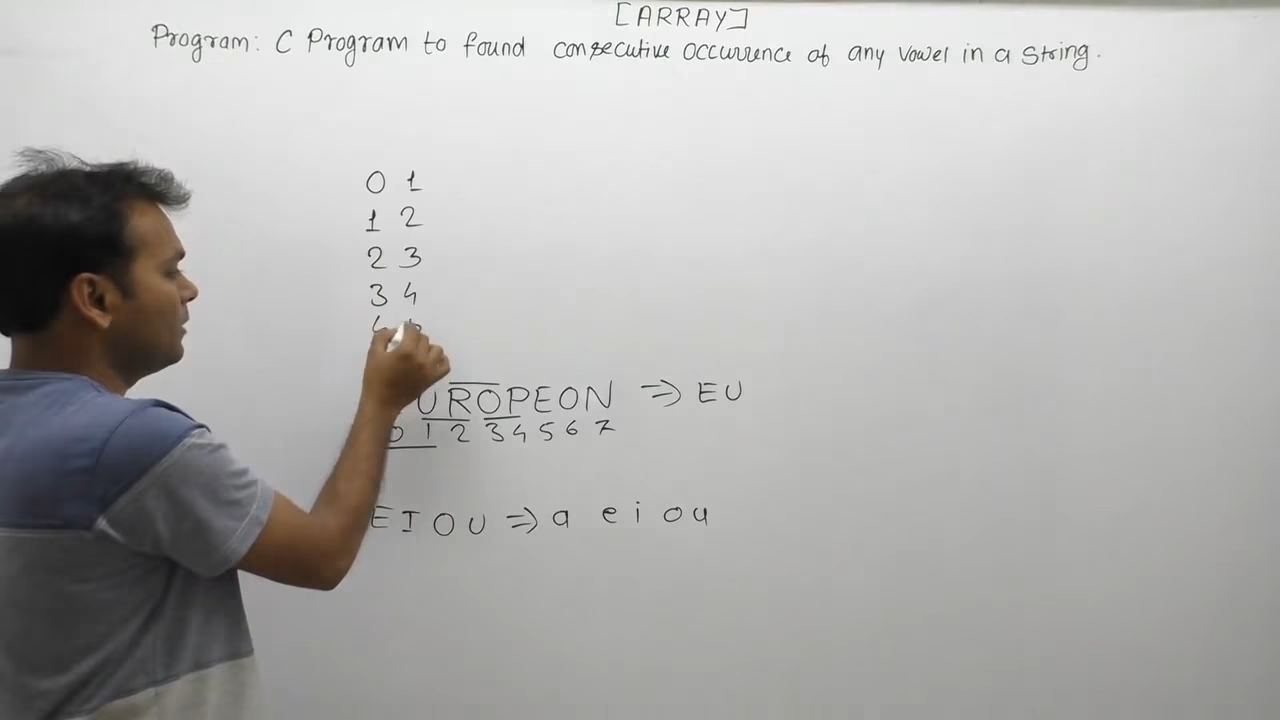 [ARRAY]
Program: C Program to found consecutive occurrence of any vowel in a string.
0 1
1 2
2 3
3 4
UROPEON => EU
0 1 2 3 4 5 6 7
E I O U => a e i o u